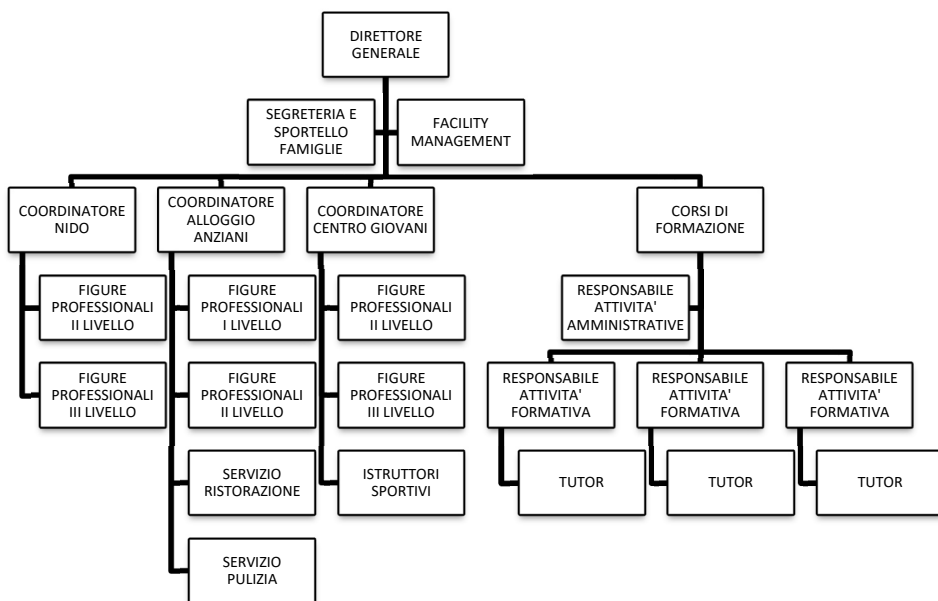 DIRETTORE
GENERALE
SEGRETERIA E
SPORTELLO
FAMIGLIE
FACILITY
MANAGEMENT
COORDINATORE
NIDO
COORDINATORE
ALLOGGIO
ANZIANI
COORDINATORE
CENTRO GIOVANI
CORSI DI
FORMAZIONE
FIGURE
PROFESSIONALI
II LIVELLO
FIGURE
PROFESSIONALI
I LIVELLO
FIGURE
PROFESSIONALI
II LIVELLO
RESPONSABILE
ATTIVITA'
AMMINISTRATIVE
FIGURE
PROFESSIONALI
III LIVELLO
FIGURE
PROFESSIONALI
II LIVELLO
FIGURE
PROFESSIONALI
III LIVELLO
RESPONSABILE
ATTIVITA'
FORMATIVA
RESPONSABILE
ATTIVITA'
FORMATIVA
RESPONSABILE
ATTIVITA'
FORMATIVA
SERVIZIO
RISTORAZIONE
ISTRUTTORI
SPORTIVI
TUTOR
TUTOR
TUTOR
SERVIZIO
PULIZIA